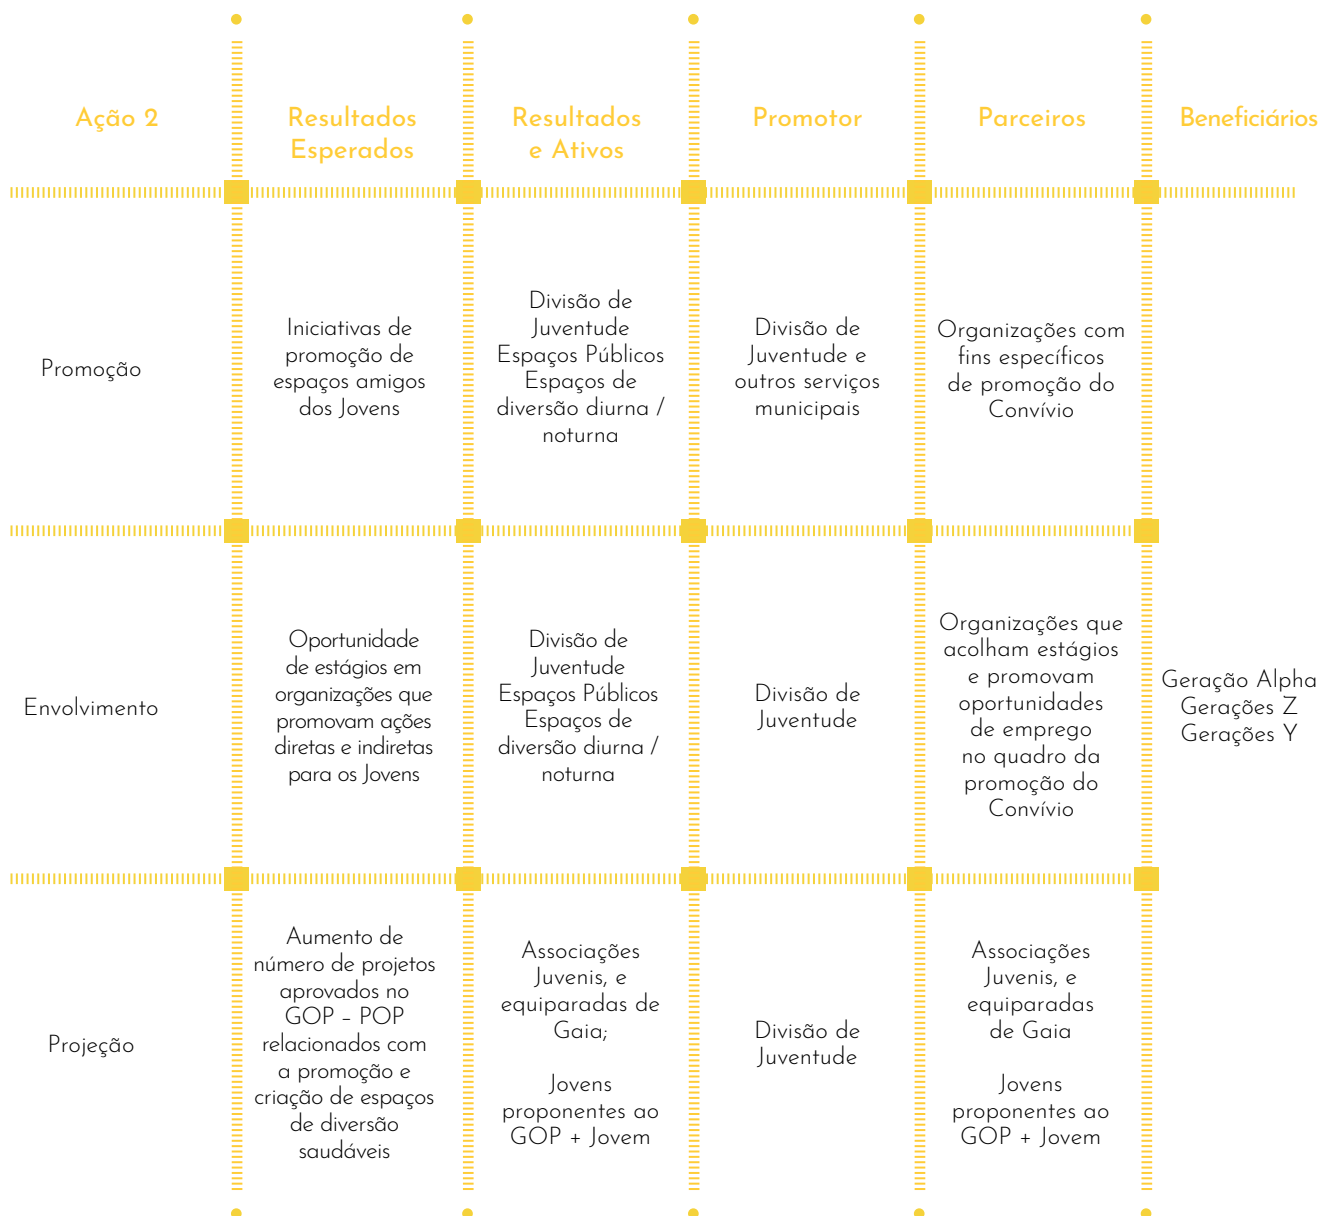 Ação 2
Resultados
Esperados
Resultados
e Ativos
Promotor
Parceiros
Beneficiários
Promoção
Iniciativas de
promoção de
espaços amigos
dos Jovens
Divisão de
Juventude
Espaços Públicos
Espaços de
diversão diurna /
noturna
Divisão de
Juventude e
outros serviços
municipais
Organizações com
fins específicos
de promoção do
Convívio
Envolvimento
Oportunidade
de estágios em
organizações que
promovam ações
diretas e indiretas
para os Jovens
Divisão de
Juventude
Espaços Públicos
Espaços de
diversão diurna /
noturna
Divisão de
Juventude
Organizações que
acolham estágios
e promovam
oportunidades
de emprego
no quadro da
promoção do
Convívio
Geração Alpha
Gerações Z
Gerações Y
Projeção
Aumento de
número de projetos
aprovados no
GOP – POP
relacionados com
a promoção e
criação de espaços
de diversão
saudáveis
Associações
Juvenis, e
equiparadas de
Gaia;
Jovens
proponentes ao
GOP + Jovem
Divisão de
Juventude
Associações
Juvenis, e
equiparadas
de Gaia
Jovens
proponentes ao
GOP + Jovem